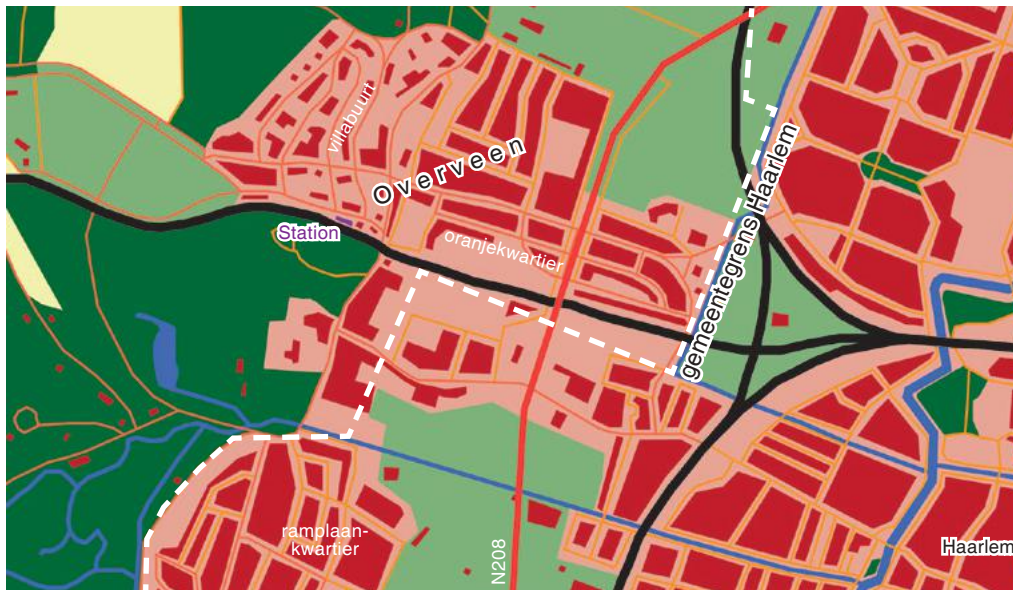 villabuurt
Overveen
gemeentegrens Haarlem
Station
oranjekwartier
ramplaan-
kwartier
N208
Haarlem